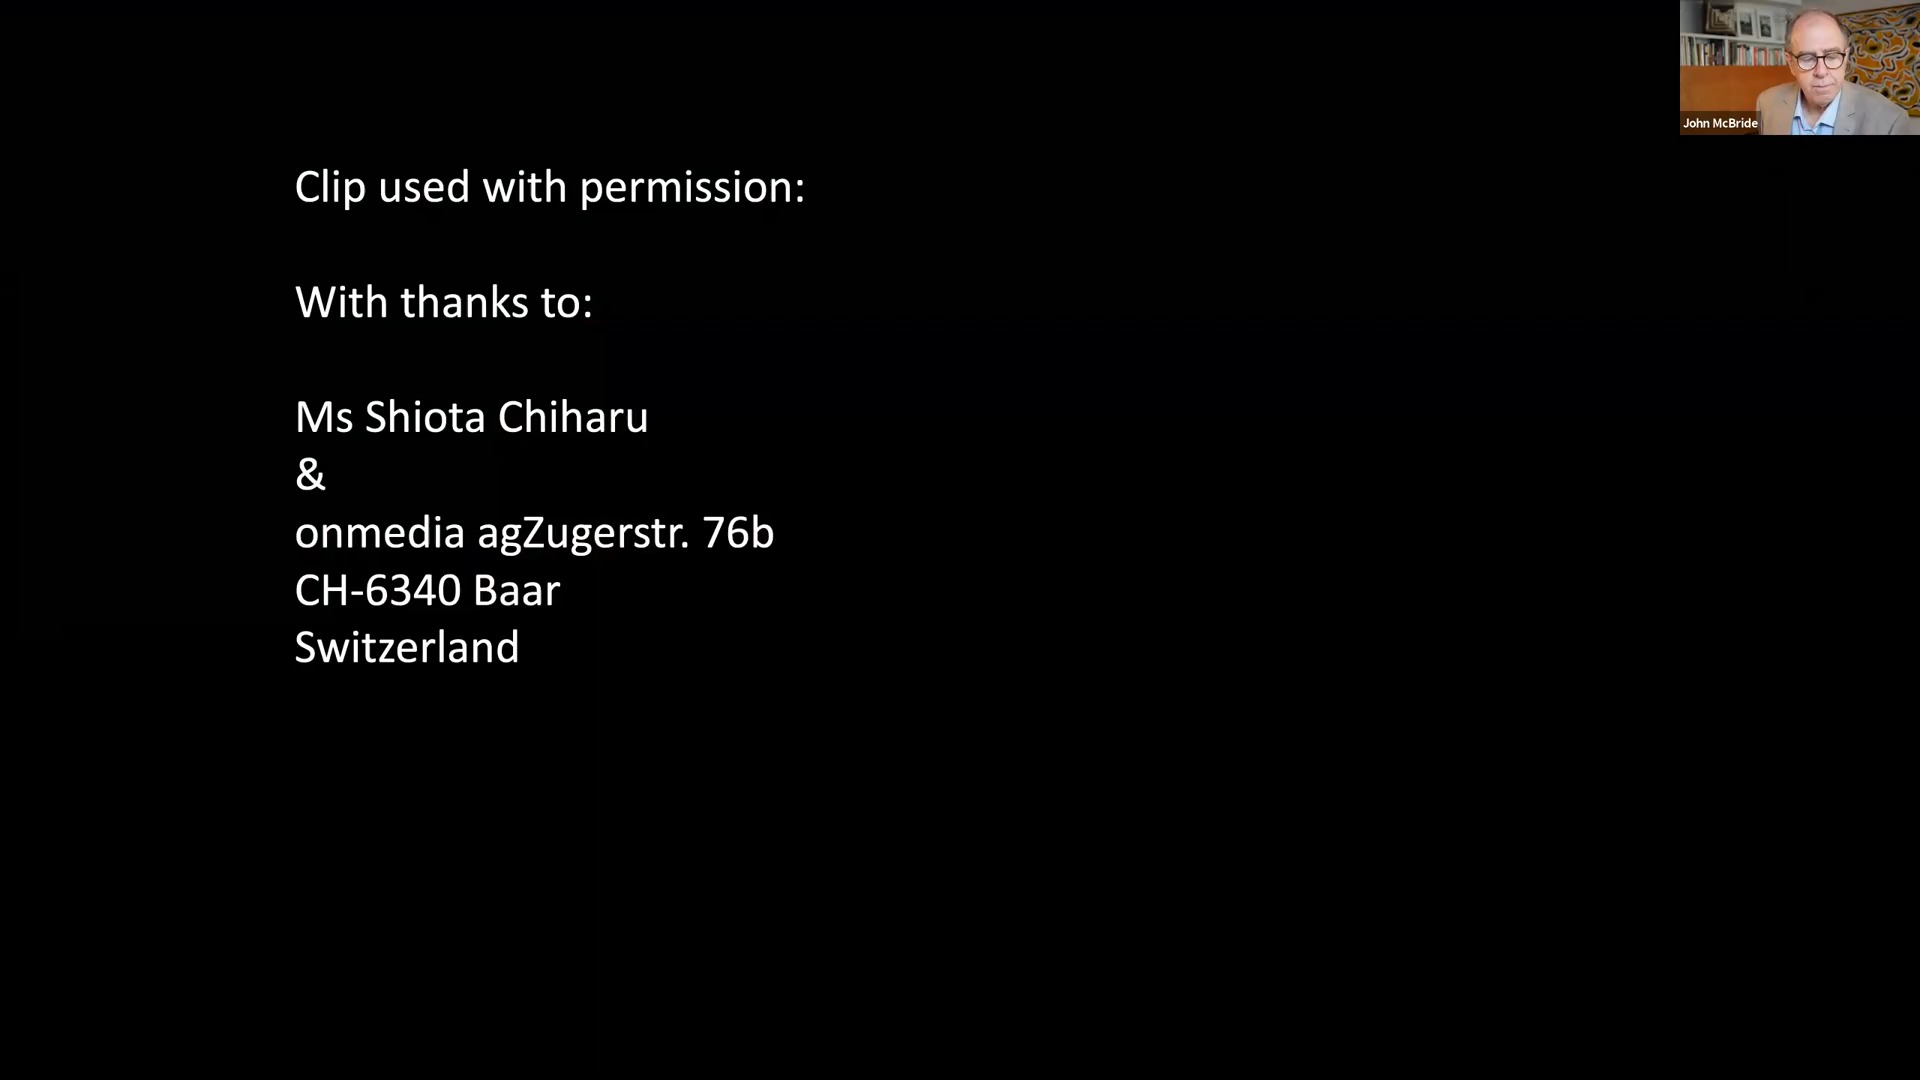 Clip used with permission:
With thanks to:
Ms Shiota Chiharu
&
onmedia agZugerstr. 76b
CH-6340 Baar
Switzerland
John McBride